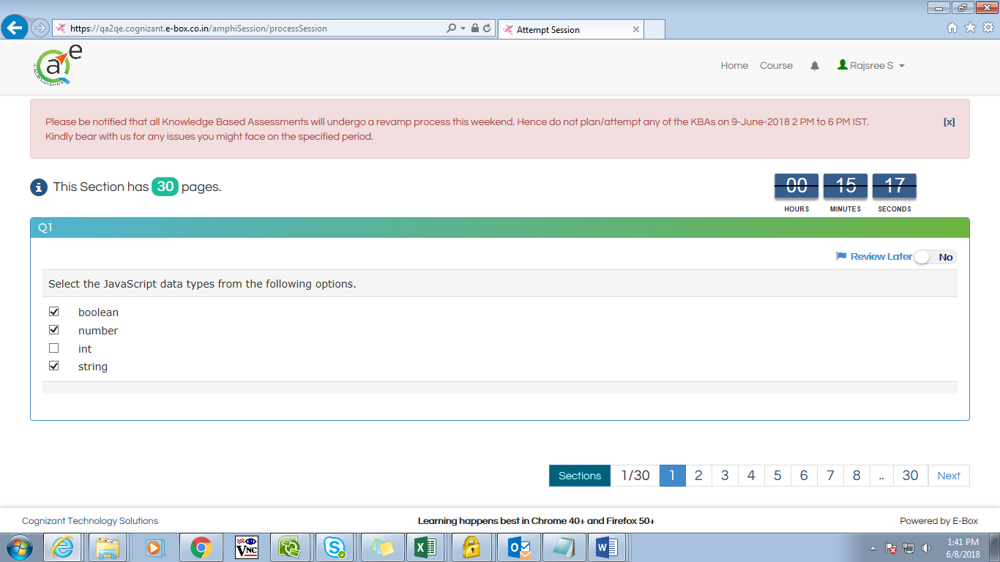 https://qa2qe.cognizant.e-box.co.in/amphiSession/processSession
Attempt Session
a e
Home Course Rajsree S
Please be notified that all Knowledge Based Assessments will undergo a revamp process this weekend. Hence do not plan/attempt any of the KBAs on 9-June-2018 2 PM to 6 PM IST. [x]
Kindly bear with us for any issues you might face on the specified period.
This Section has 30 pages.
00 15 17
HOURS MINUTES SECONDS
Q1
Review Later No
Select the JavaScript data types from the following options.
boolean
number
int
string
Sections 1/30 1 2 3 4 5 6 7 8 .. 30 Next
Cognizant Technology Solutions Learning happens best in Chrome 40+ and Firefox 50+ Powered by E-Box
VNC
1:41 PM
6/8/2018